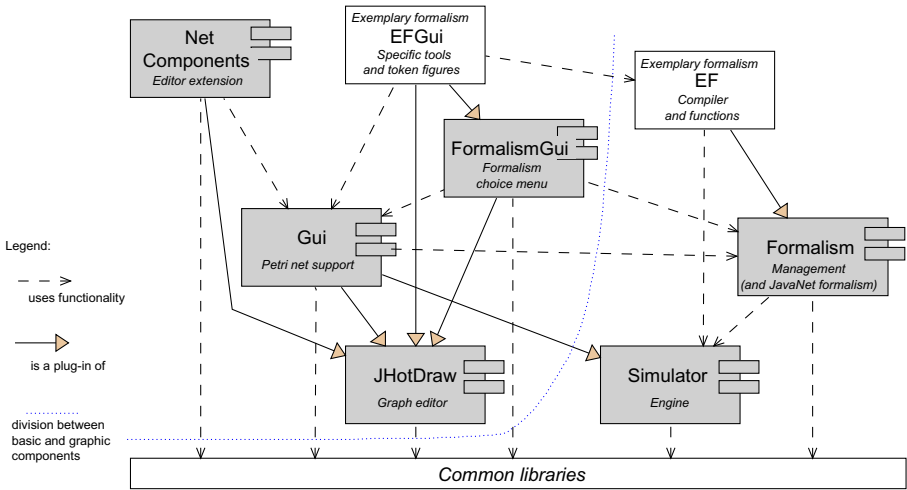 Net
Components
Editor extension
Exemplary formalism
EFGui
Specific tools
and token figures
Exemplary formalism
EF
Compiler
and functions
FormalismGui
Formalism
choice menu
Gui
Petri net support
Formalism
Management
(and JavaNet formalism)
Legend:
uses functionality
is a plug-in of
division between
basic and graphic
components
JHotDraw
Graph editor
Simulator
Engine
Common libraries